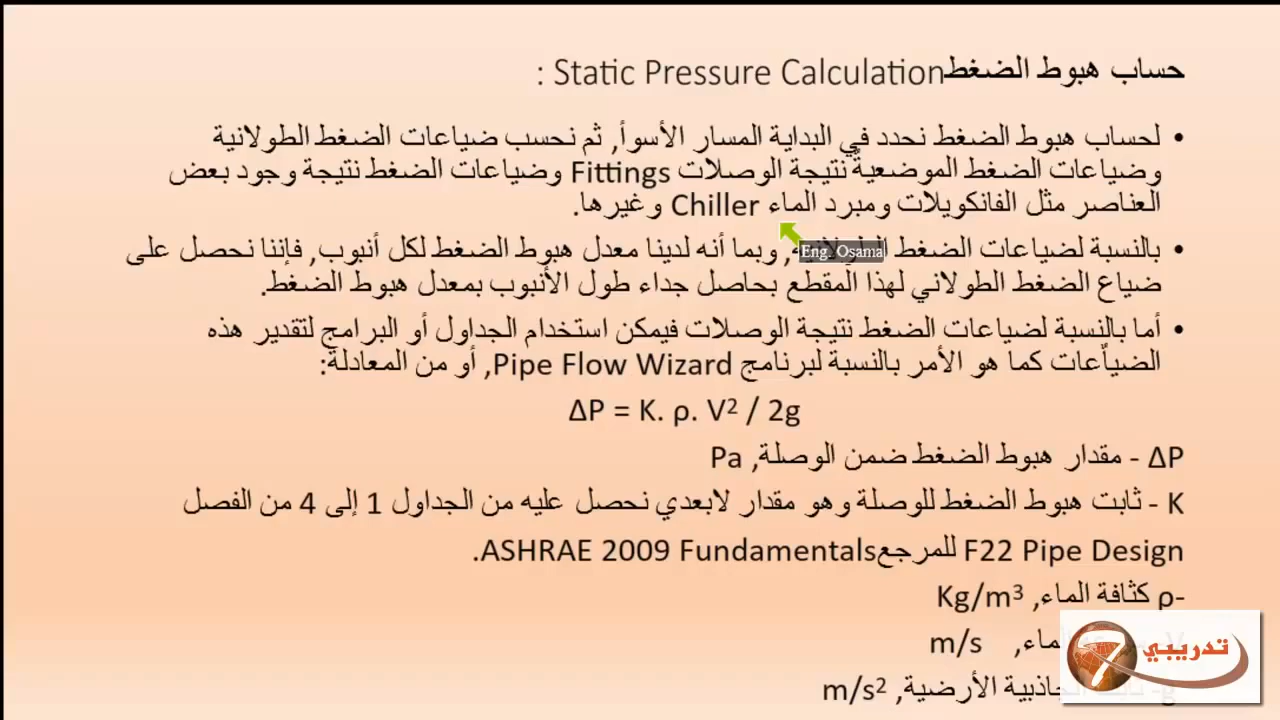 حساب هبوط الضغط Static Pressure Calculation :
• لحساب هبوط الضغط نحدد في البداية المسار الأسوأ, ثم نحسب ضياعات الضغط الطولانية
وضياعات الضغط الموضعية نتيجة الوصلات Fittings وضياعات الضغط نتيجة وجود بعض
العناصر مثل الفانكويلات ومبرد الماء Chiller وغيرها.
• بالنسبة لضياعات الضغط الطولانية, وبما أنه لدينا معدل هبوط الضغط لكل أنبوب, فإننا نحصل على
Eng. Osama
ضياع الضغط الطولاني لهذا المقطع بحاصل جداء طول الأنبوب بمعدل هبوط الضغط.
• أما بالنسبة لضياعات الضغط نتيجة الوصلات فيمكن استخدام الجداول أو البرامج لتقدير هذه
الضياعات كما هو الأمر بالنسبة لبرنامج Pipe Flow Wizard, أو من المعادلة:
ΔP = K. ρ. V² / 2g
ΔP - مقدار هبوط الضغط ضمن الوصلة, Pa
K - ثابت هبوط الضغط للوصلة وهو مقدار لابعدي نحصل عليه من الجداول 1 إلى 4 من الفصل
F22 Pipe Design للمرجع ASHRAE 2009 Fundamentals.
ρ- كثافة الماء, Kg/m³
الماء, m/s
g- ثابت الجاذبية الأرضية, m/s²
7 تدريبي